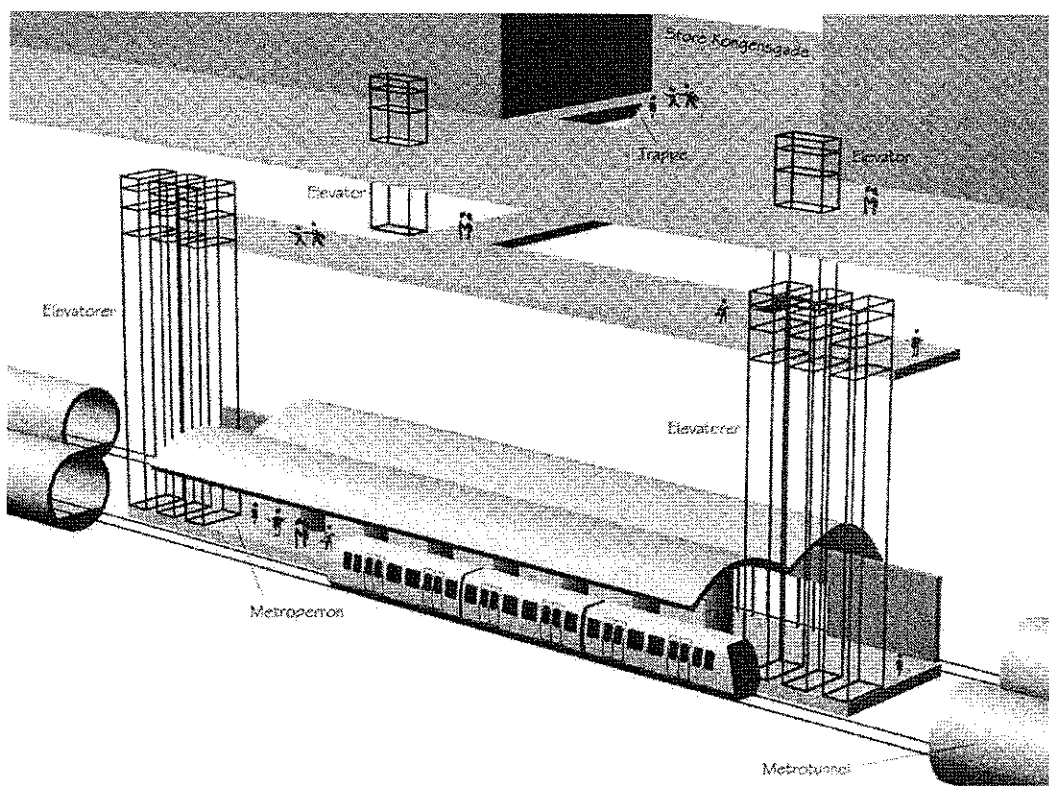 Store Kongensgade
Trappe
Elevator
Elevator
Elevatorer
Elevatorer
Metroperron
Metrotunnel